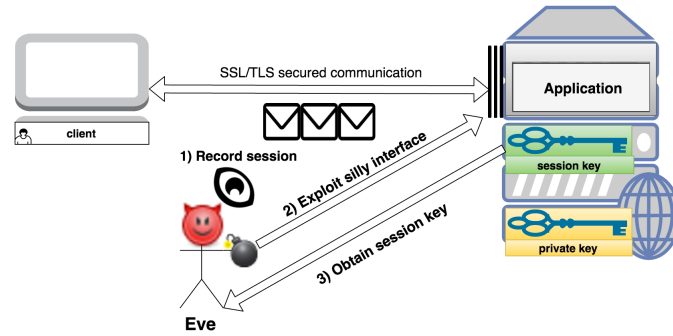 SSL/TLS secured communication
Application
client
1) Record session
2) Exploit silly interface
session key
3) Obtain session key
private key
Eve